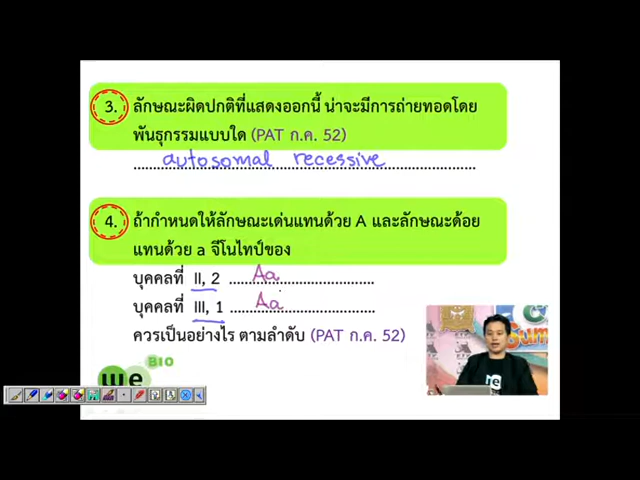 3. ลักษณะผิดปกติที่แสดงออกนี้ น่าจะมีการถ่ายทอดโดย
พันธุกรรมแบบใด (PAT ก.ค. 52)
autosomal recessive
4. ถ้ากำหนดให้ลักษณะเด่นแทนด้วย A และลักษณะด้อย
แทนด้วย a จีโนไทป์ของ
บุคคลที่ II, 2 ........Aa........
บุคคลที่ III, 1 ........Aa........
ควรเป็นอย่างไร ตามลำดับ (PAT ก.ค. 52)
BIO
we